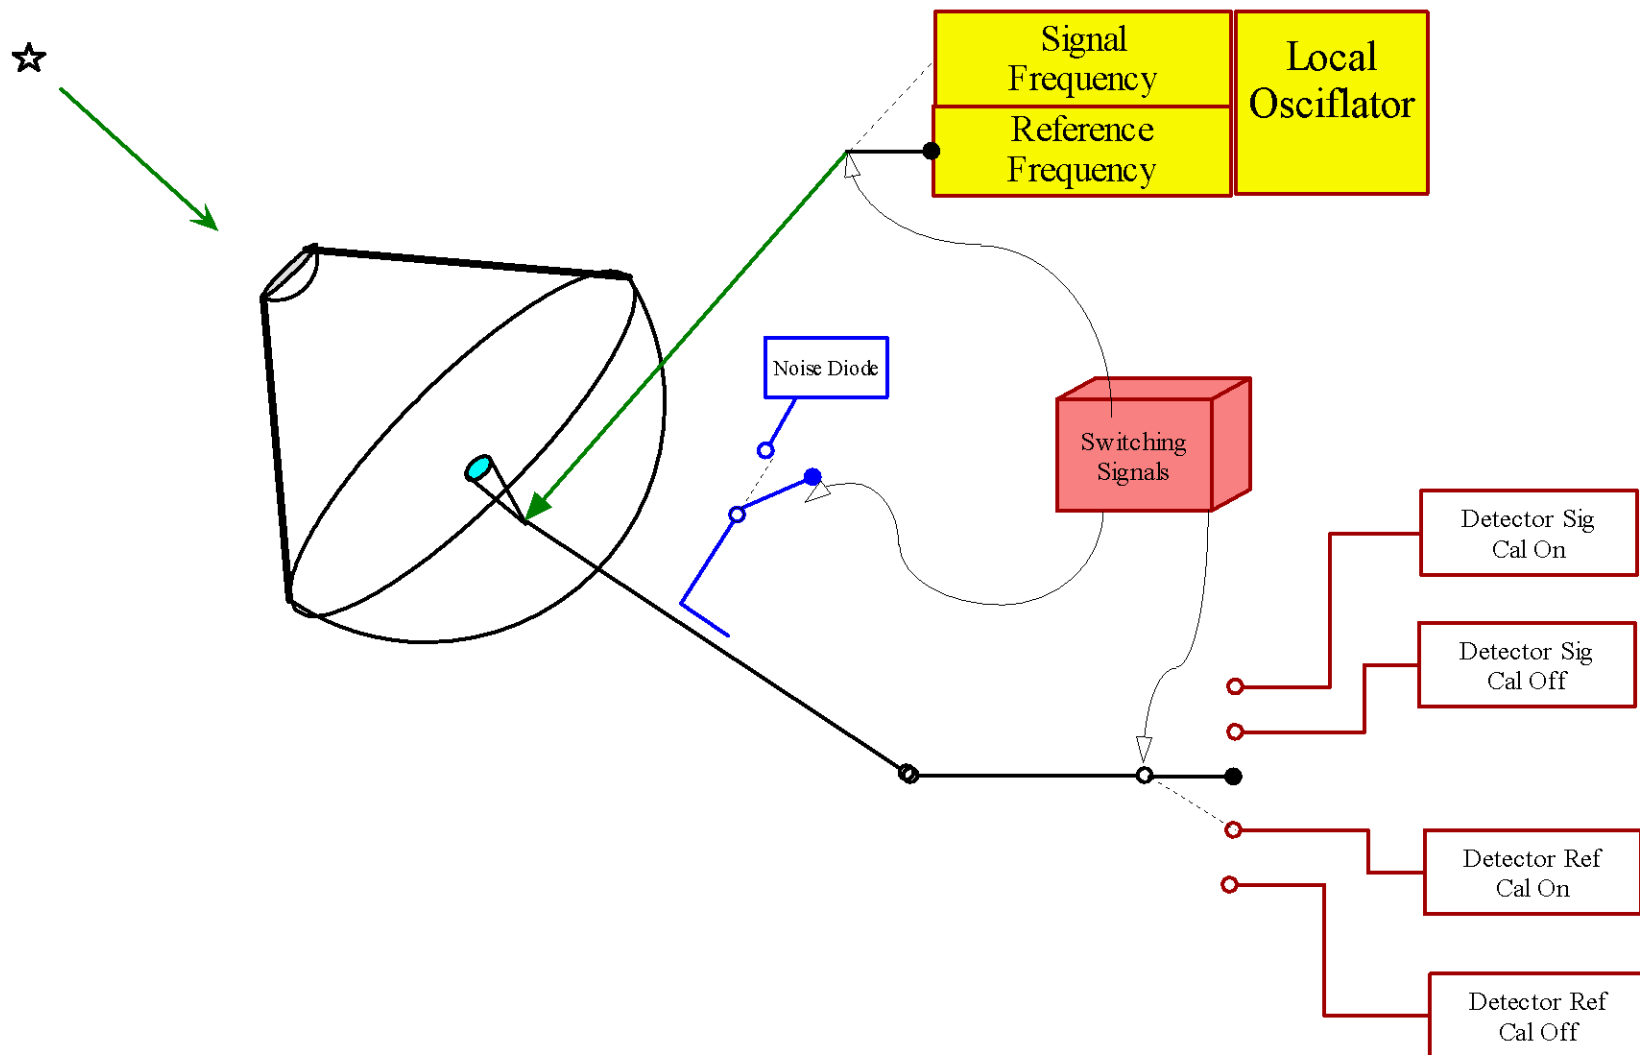 Signal
Frequency
Reference
Frequency
Local
Osciflator
Noise Diode
Switching
Signals
Detector Sig
Cal On
Detector Sig
Cal Off
Detector Ref
Cal On
Detector Ref
Cal Off